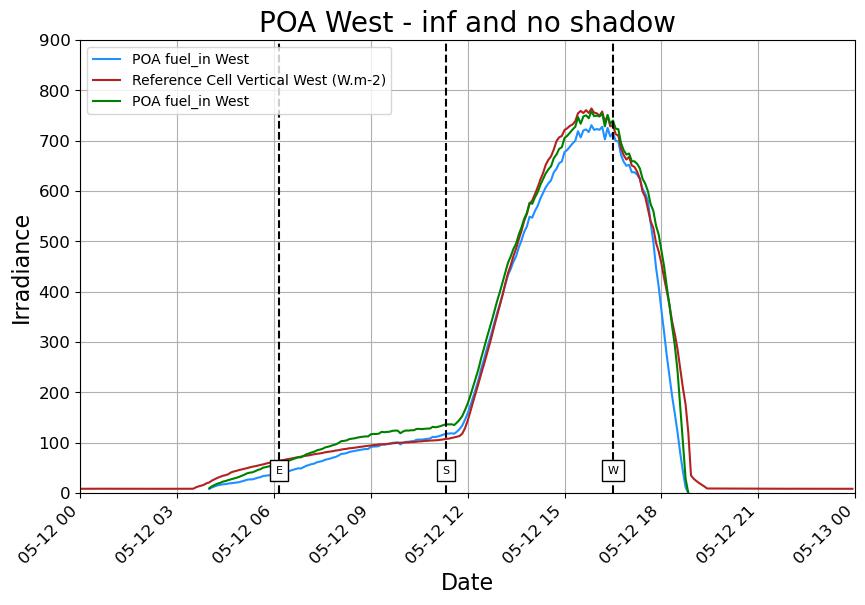 POA West - inf and no shadow
900
800
700
600
500
400
300
200
100
0
Irradiance
POA fuel_in West
Reference Cell Vertical West (W.m-2)
POA fuel_in West
E
S
W
05-12 00
05-12 03
05-12 06
05-12 09
05-12 12
05-12 15
05-12 18
05-12 21
05-13 00
Date